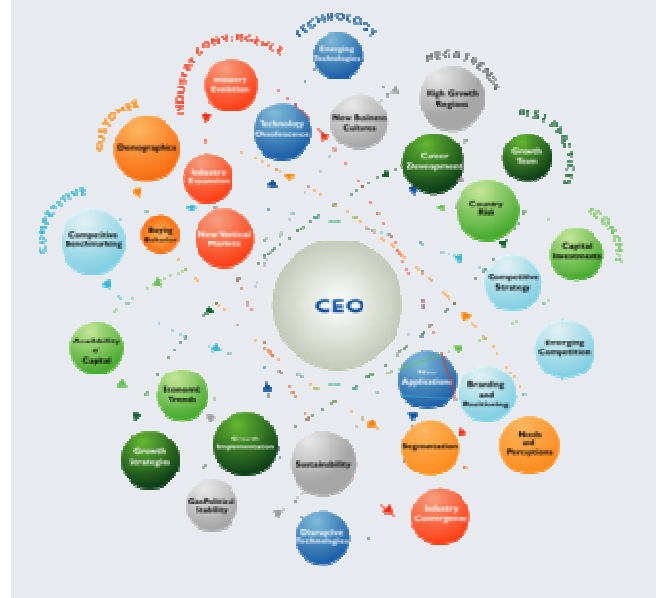 TECHNOLOGY
INDUSTRY CONVERGENCE
MEGATRENDS
CUSTOMER
BEST PRACTICES
COMPETITIVE
ECONOMIC
Emerging
Technologies
Industry
Evolution
High Growth
Regions
Technology
Obsolescence
New Business
Cultures
Demographics
Career
Development
Growth
Team
Industry
Expansion
Country
Risk
Competitive
Benchmarking
Buying
Behavior
New Vertical
Markets
Capital
Investments
Competitive
Strategy
CEO
Availability
of
Capital
Emerging
Competition
New
Applications
Economic
Trends
Branding
and
Positioning
Growth
Strategies
Growth
Implementation
Sustainability
Segmentation
Needs
and
Perceptions
GeoPolitical
Stability
Industry
Convergence
Disruptive
Technologies